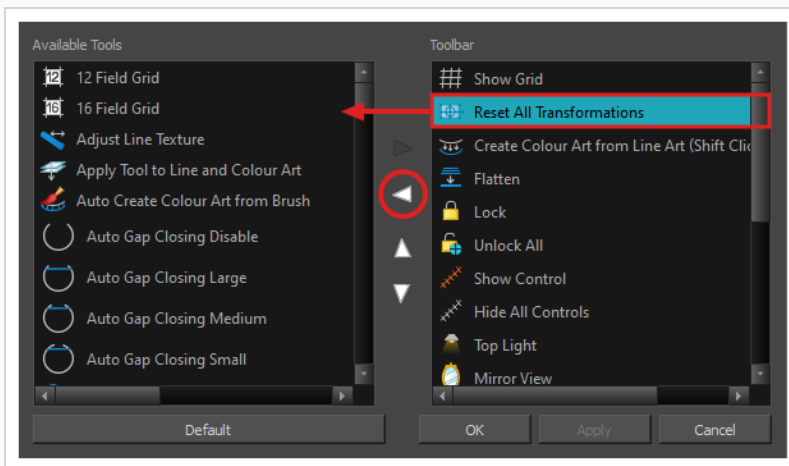 Available Tools
12 12 Field Grid
16 16 Field Grid
Adjust Line Texture
Apply Tool to Line and Colour Art
Auto Create Colour Art from Brush
Auto Gap Closing Disable
Auto Gap Closing Large
Auto Gap Closing Medium
Auto Gap Closing Small
Default
Toolbar
Show Grid
Reset All Transformations
Create Colour Art from Line Art (Shift Clic
Flatten
Lock
Unlock All
Show Control
Hide All Controls
Top Light
Mirror View
OK Apply Cancel